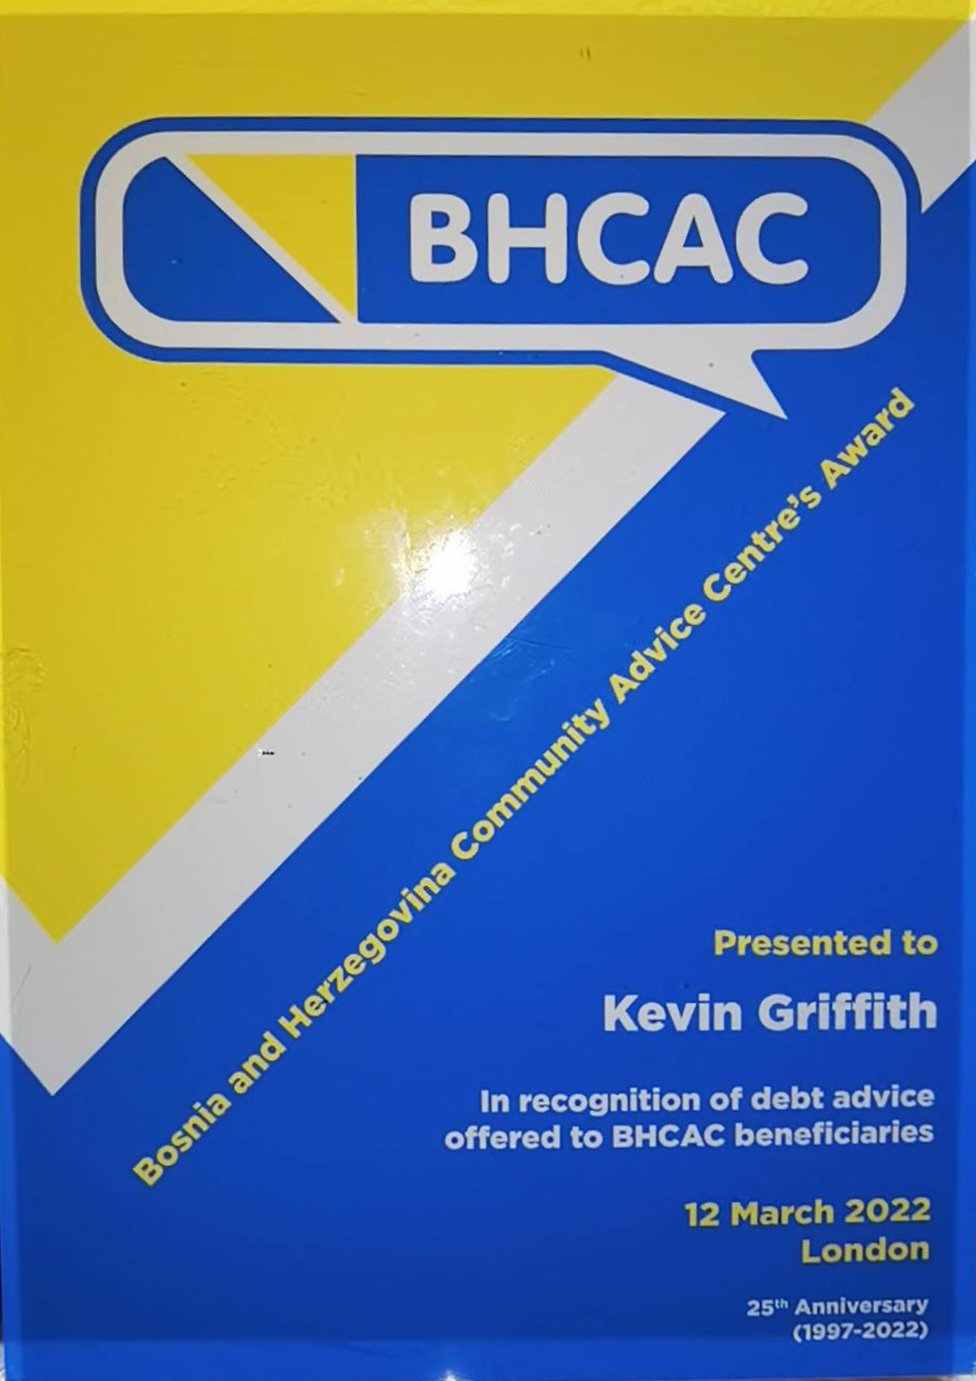 BHCAC
Bosnia and Herzegovina Community Advice Centre's Award
Presented to
Kevin Griffith
In recognition of debt advice
offered to BHCAC beneficiaries
12 March 2022
London
25th Anniversary
(1997-2022)